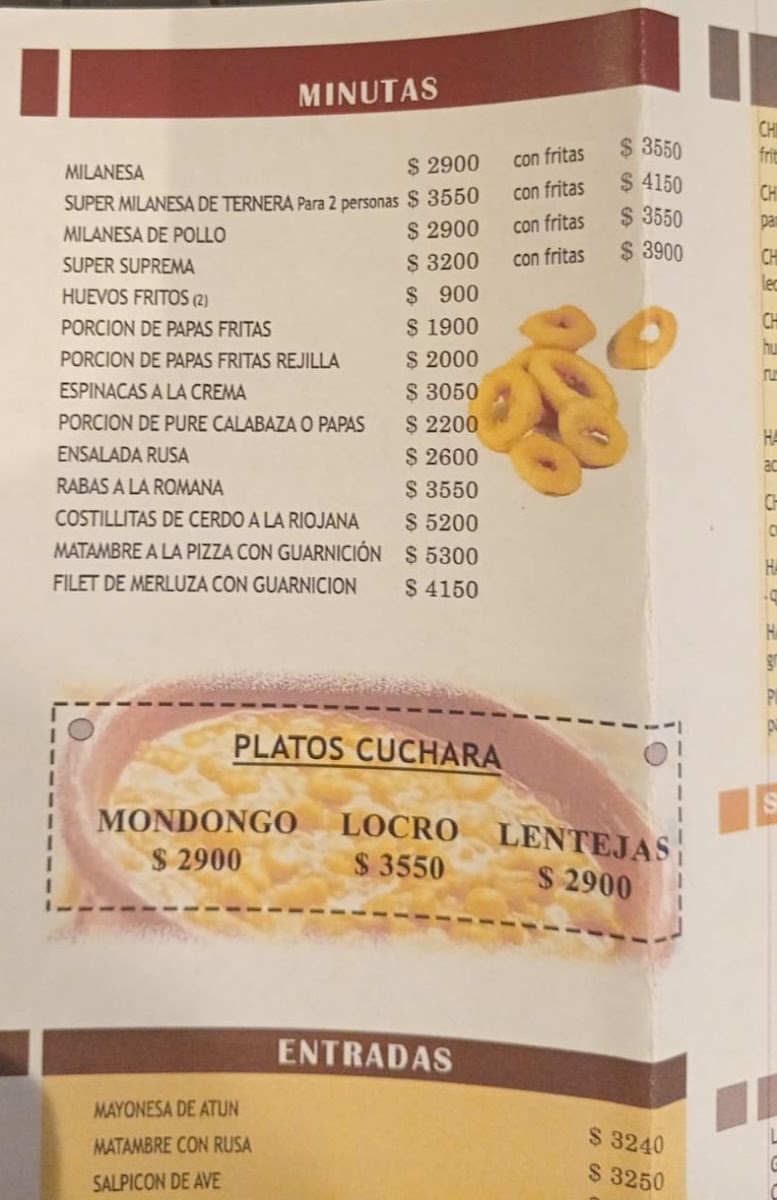 MINUTAS
MILANESA $ 2900 con fritas $ 3550
SUPER MILANESA DE TERNERA Para 2 personas $ 3550 con fritas $ 4150
MILANESA DE POLLO $ 2900 con fritas $ 3550
SUPER SUPREMA $ 3200 con fritas $ 3900
HUEVOS FRITOS (2) $ 900
PORCION DE PAPAS FRITAS $ 1900
PORCION DE PAPAS FRITAS REJILLA $ 2000
ESPINACAS A LA CREMA $ 3050
PORCION DE PURE CALABAZA O PAPAS $ 2200
ENSALADA RUSA $ 2600
RABAS A LA ROMANA $ 3550
COSTILLITAS DE CERDO A LA RIOJANA $ 5200
MATAMBRE A LA PIZZA CON GUARNICIÓN $ 5300
FILET DE MERLUZA CON GUARNICION $ 4150
PLATOS CUCHARA
MONDONGO LOCRO LENTEJAS
$ 2900 $ 3550 $ 2900
ENTRADAS
MAYONESA DE ATUN $ 3240
MATAMBRE CON RUSA $ 3250
SALPICON DE AVE